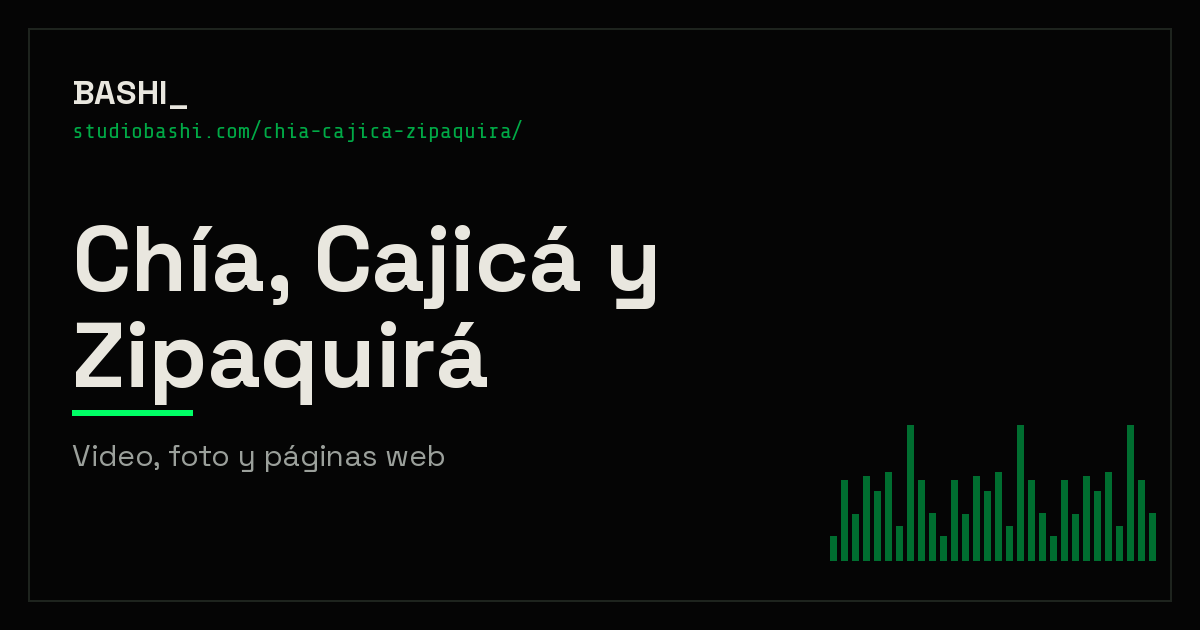 BASHI_
studiobashi.com/chia-cajica-zipaquira/
Chía, Cajicá y
Zipaquirá
Video, foto y páginas web